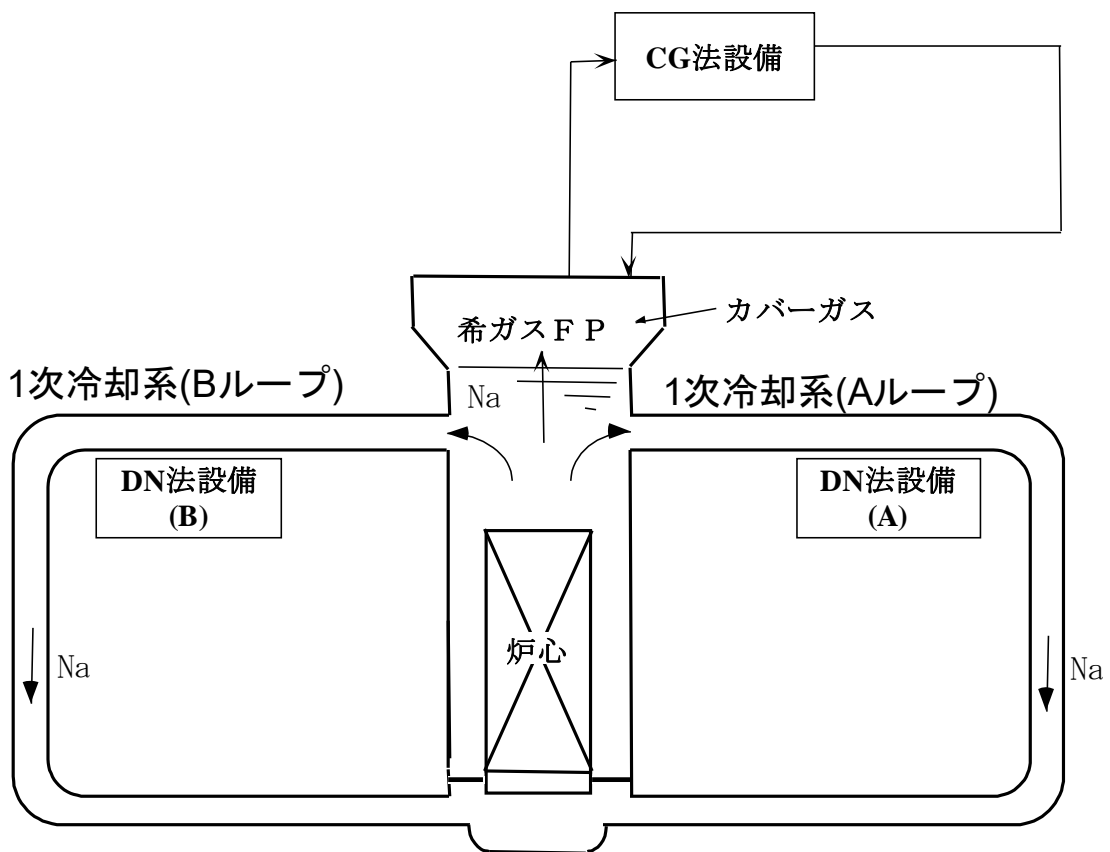 CG法設備
カバーガス
希ガスＦＰ
1次冷却系(Bループ)
Na
1次冷却系(Aループ)
DN法設備
(B)
DN法設備
(A)
炉心
Na
Na